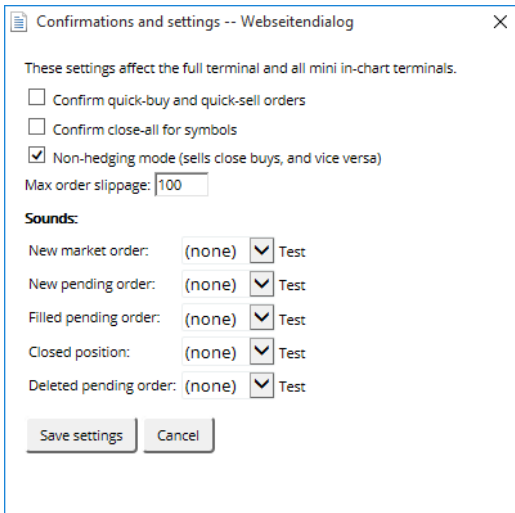 Confirmations and settings -- Webseitendialog
These settings affect the full terminal and all mini in-chart terminals.
Confirm quick-buy and quick-sell orders
Confirm close-all for symbols
Non-hedging mode (sells close buys, and vice versa)
Max order slippage: 100
Sounds:
New market order: (none) Test
New pending order: (none) Test
Filled pending order: (none) Test
Closed position: (none) Test
Deleted pending order: (none) Test
Save settings Cancel